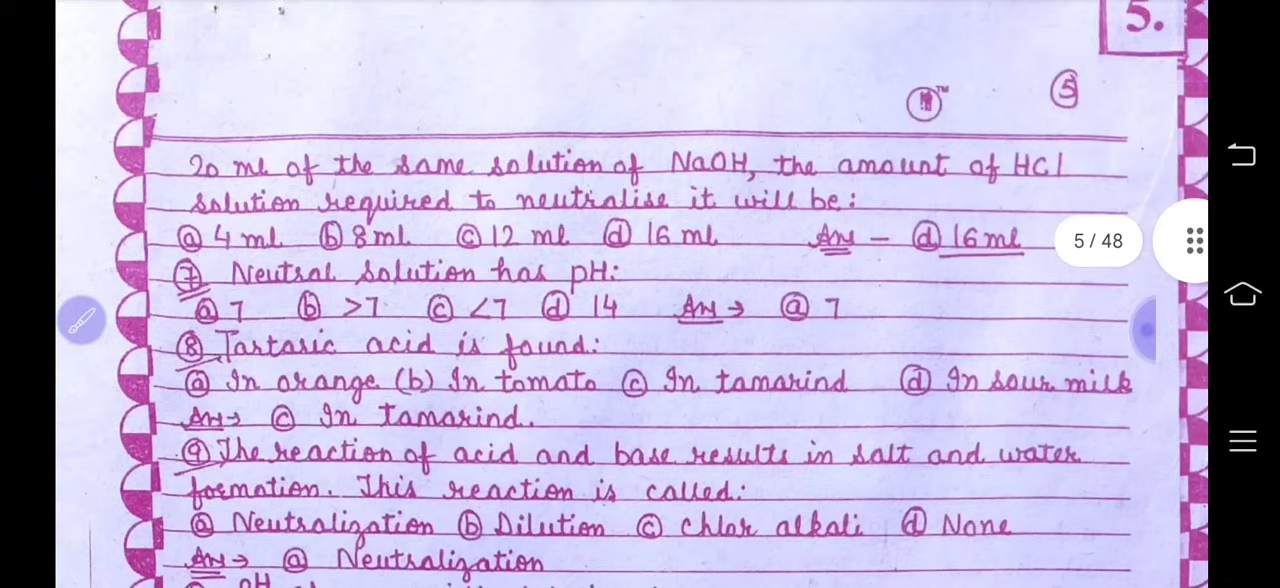 5.
5
20 ml of the same solution of NaOH, the amount of HCl
solution required to neutralise it will be:
(a) 4 ml (b) 8 ml (c) 12 ml (d) 16 ml Ans – (d) 16 ml
5 / 48
(7) Neutral solution has pH:
(a) 7 (b) >7 (c) <7 (d) 14 Ans → (a) 7
(8) Tartaric acid is found:
(a) In orange (b) In tomato (c) In tamarind (d) In sour milk
Ans → (c) In tamarind.
(9) The reaction of acid and base results in salt and water
formation. This reaction is called:
(a) Neutralization (b) Dilution (c) Chlor alkali (d) None
Ans → (a) Neutralization